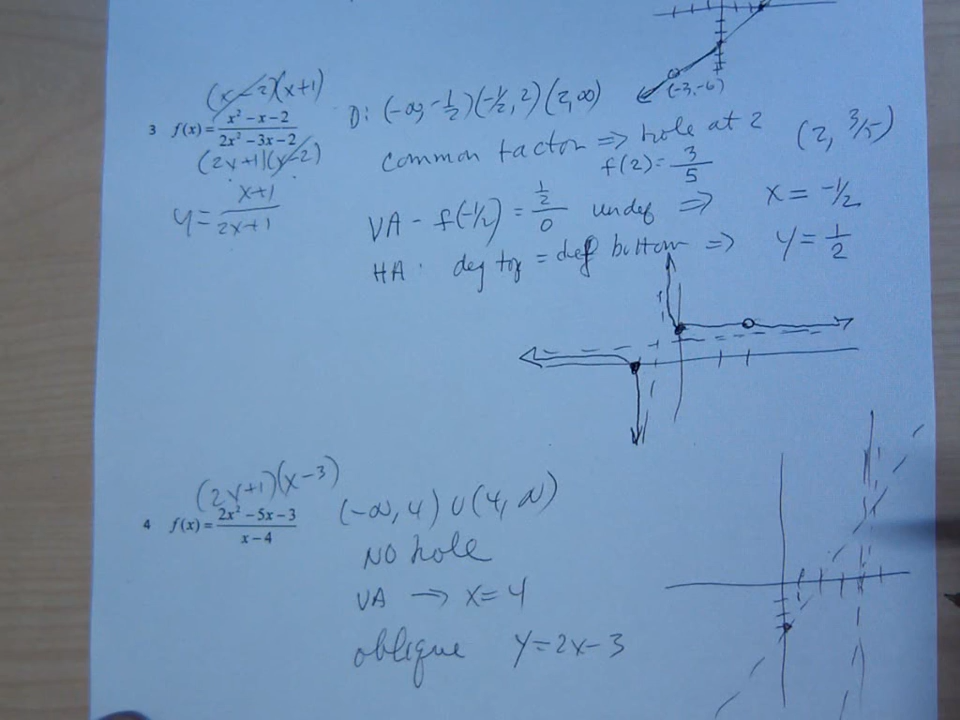 (-3,-6)
(x-2)(x+1)
3 f(x) = x² - x - 2 / 2x² - 3x - 2
(2x+1)(x-2)
y = x+1 / 2x+1
D: (-∞, -½)(-½, 2)(2, ∞)
common factor ⇒ hole at 2 (2, 3/5)
f(2) = 3/5
VA - f(-½) = ½/0 undef ⇒ x = -½
HA: deg top = def bottom ⇒ y = ½
(2x+1)(x-3)
4 f(x) = 2x² - 5x - 3 / x - 4
(-∞, 4) ∪ (4, ∞)
NO hole
VA → x = 4
oblique y = 2x - 3